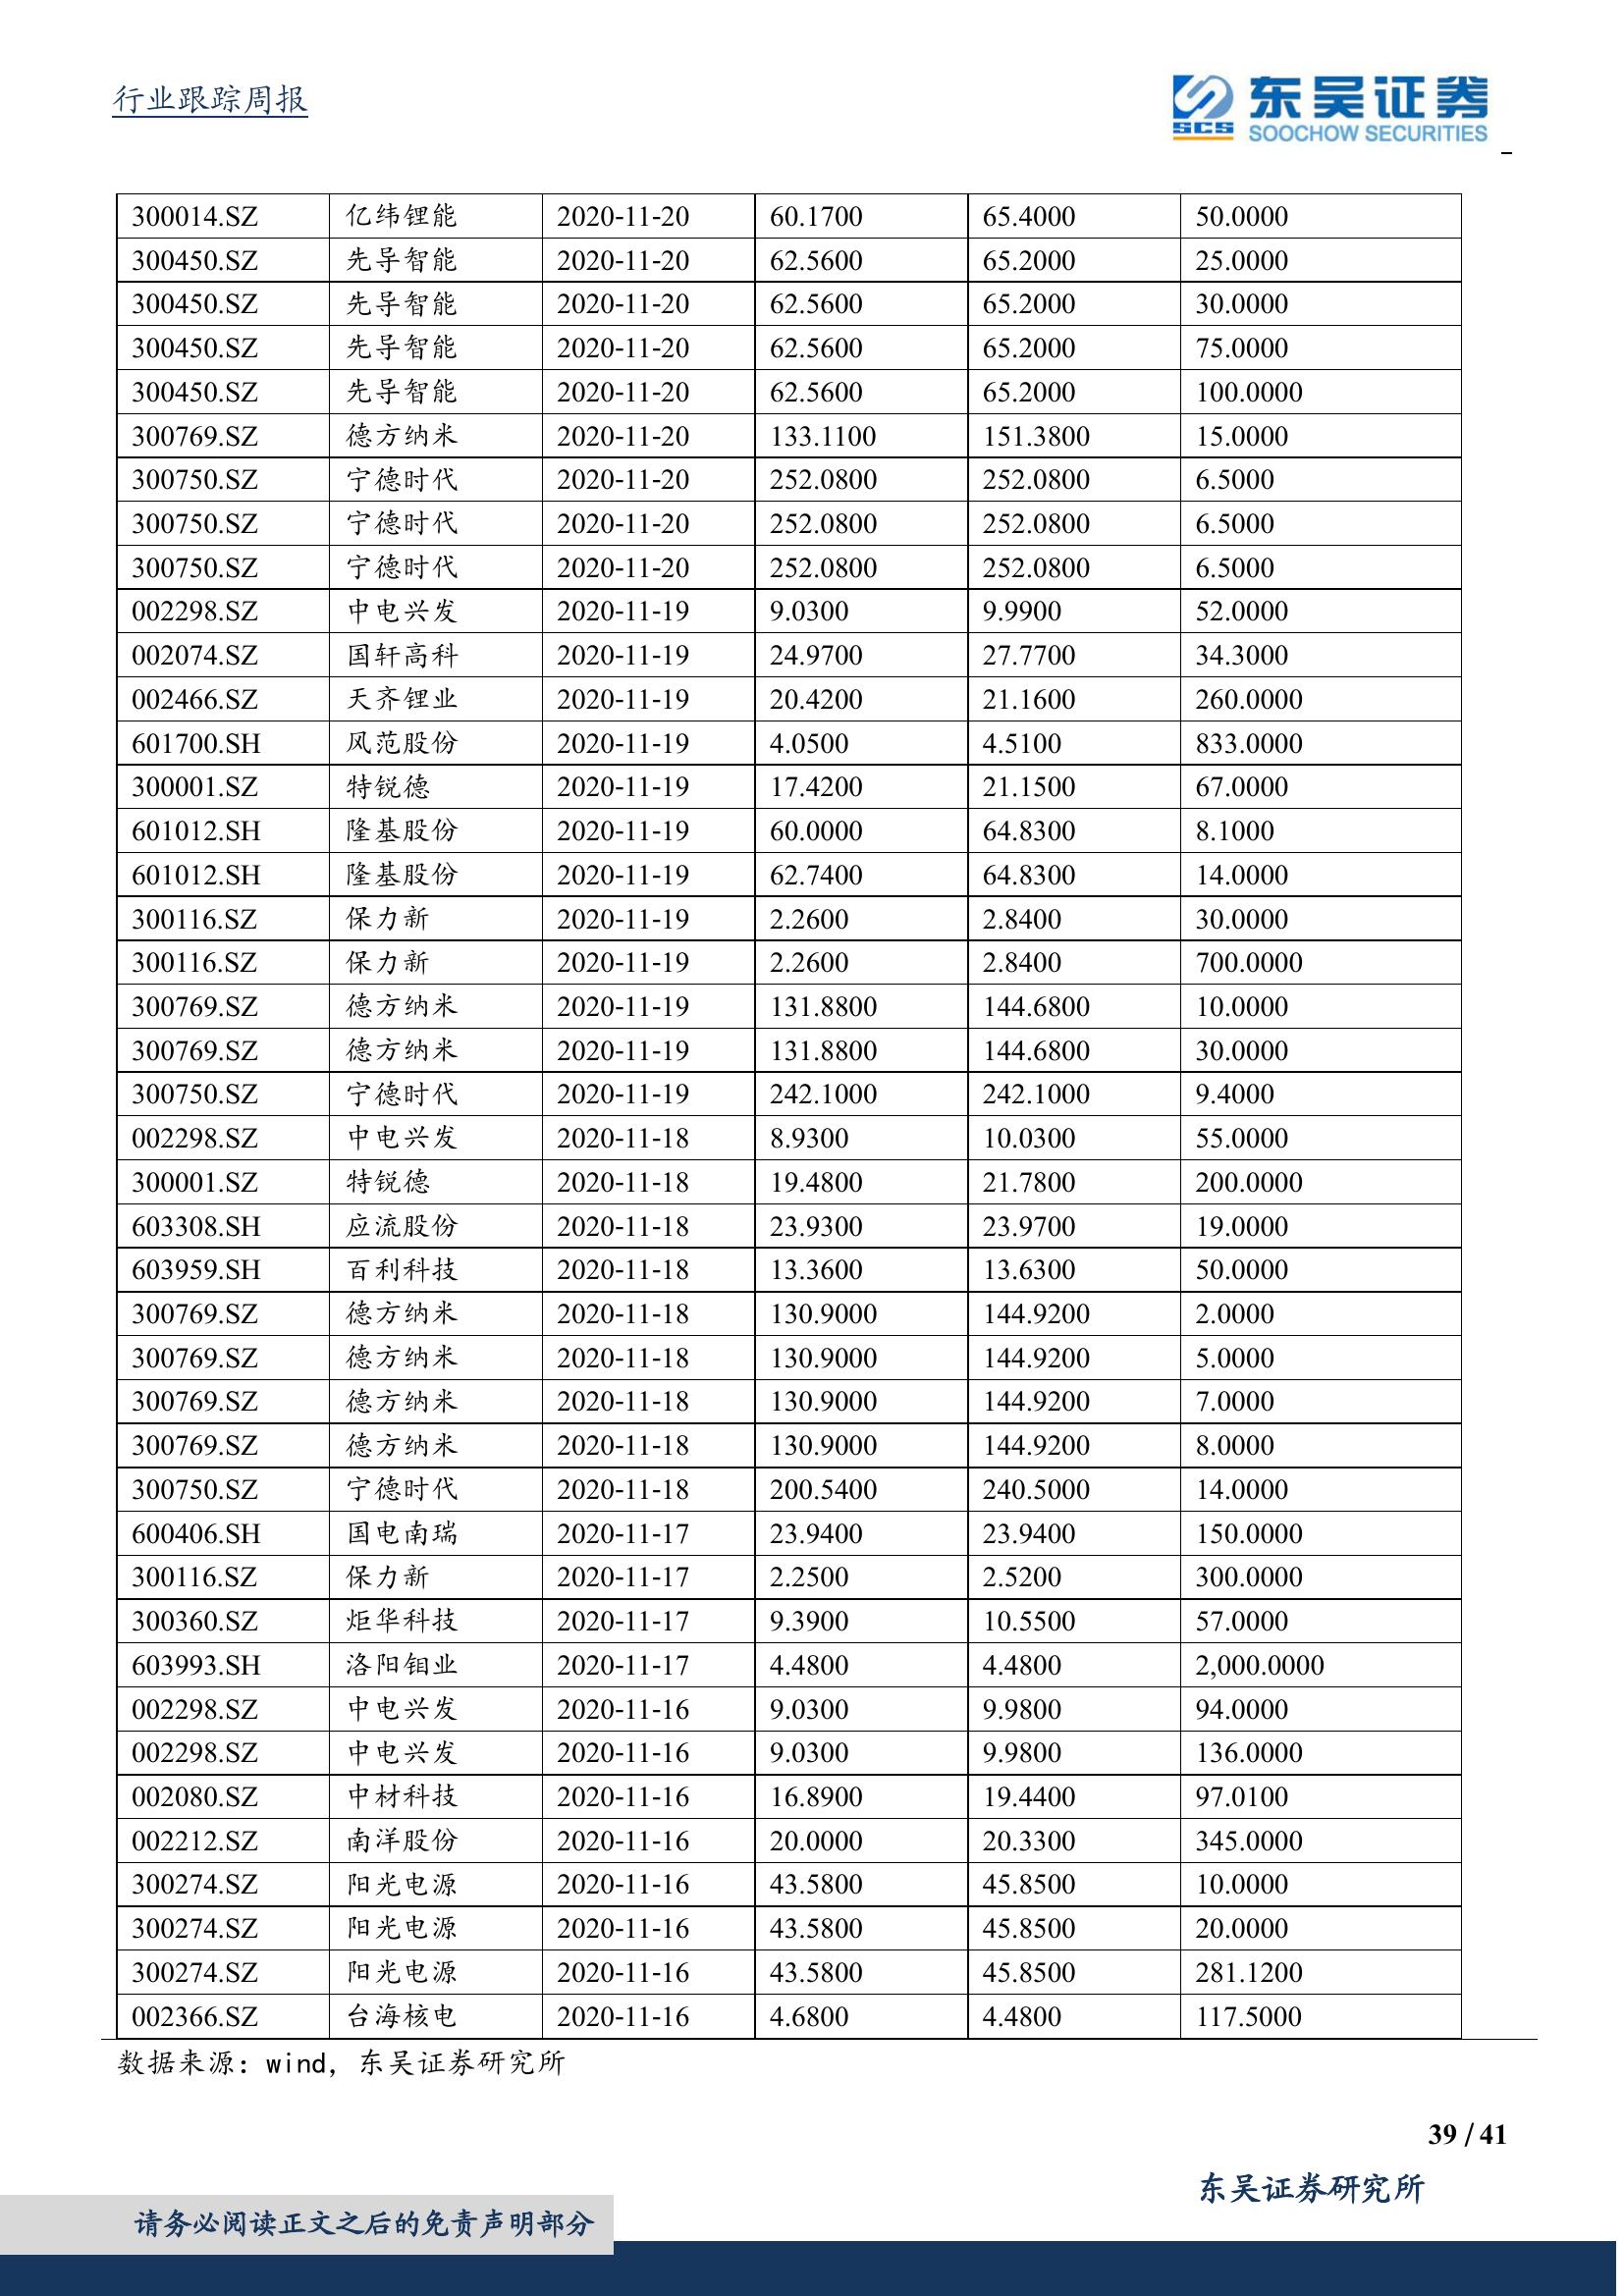 行业跟踪周报
SCS 东吴证券
SOOCHOW SECURITIES
300014.SZ 亿纬锂能 2020-11-20 60.1700 65.4000 50.0000
300450.SZ 先导智能 2020-11-20 62.5600 65.2000 25.0000
300450.SZ 先导智能 2020-11-20 62.5600 65.2000 30.0000
300450.SZ 先导智能 2020-11-20 62.5600 65.2000 75.0000
300450.SZ 先导智能 2020-11-20 62.5600 65.2000 100.0000
300769.SZ 德方纳米 2020-11-20 133.1100 151.3800 15.0000
300750.SZ 宁德时代 2020-11-20 252.0800 252.0800 6.5000
300750.SZ 宁德时代 2020-11-20 252.0800 252.0800 6.5000
300750.SZ 宁德时代 2020-11-20 252.0800 252.0800 6.5000
002298.SZ 中电兴发 2020-11-19 9.0300 9.9900 52.0000
002074.SZ 国轩高科 2020-11-19 24.9700 27.7700 34.3000
002466.SZ 天齐锂业 2020-11-19 20.4200 21.1600 260.0000
601700.SH 风范股份 2020-11-19 4.0500 4.5100 833.0000
300001.SZ 特锐德 2020-11-19 17.4200 21.1500 67.0000
601012.SH 隆基股份 2020-11-19 60.0000 64.8300 8.1000
601012.SH 隆基股份 2020-11-19 62.7400 64.8300 14.0000
300116.SZ 保力新 2020-11-19 2.2600 2.8400 30.0000
300116.SZ 保力新 2020-11-19 2.2600 2.8400 700.0000
300769.SZ 德方纳米 2020-11-19 131.8800 144.6800 10.0000
300769.SZ 德方纳米 2020-11-19 131.8800 144.6800 30.0000
300750.SZ 宁德时代 2020-11-19 242.1000 242.1000 9.4000
002298.SZ 中电兴发 2020-11-18 8.9300 10.0300 55.0000
300001.SZ 特锐德 2020-11-18 19.4800 21.7800 200.0000
603308.SH 应流股份 2020-11-18 23.9300 23.9700 19.0000
603959.SH 百利科技 2020-11-18 13.3600 13.6300 50.0000
300769.SZ 德方纳米 2020-11-18 130.9000 144.9200 2.0000
300769.SZ 德方纳米 2020-11-18 130.9000 144.9200 5.0000
300769.SZ 德方纳米 2020-11-18 130.9000 144.9200 7.0000
300769.SZ 德方纳米 2020-11-18 130.9000 144.9200 8.0000
300750.SZ 宁德时代 2020-11-18 200.5400 240.5000 14.0000
600406.SH 国电南瑞 2020-11-17 23.9400 23.9400 150.0000
300116.SZ 保力新 2020-11-17 2.2500 2.5200 300.0000
300360.SZ 炬华科技 2020-11-17 9.3900 10.5500 57.0000
603993.SH 洛阳钼业 2020-11-17 4.4800 4.4800 2,000.0000
002298.SZ 中电兴发 2020-11-16 9.0300 9.9800 94.0000
002298.SZ 中电兴发 2020-11-16 9.0300 9.9800 136.0000
002080.SZ 中材科技 2020-11-16 16.8900 19.4400 97.0100
002212.SZ 南洋股份 2020-11-16 20.0000 20.3300 345.0000
300274.SZ 阳光电源 2020-11-16 43.5800 45.8500 10.0000
300274.SZ 阳光电源 2020-11-16 43.5800 45.8500 20.0000
300274.SZ 阳光电源 2020-11-16 43.5800 45.8500 281.1200
002366.SZ 台海核电 2020-11-16 4.6800 4.4800 117.5000
数据来源：wind，东吴证券研究所
39 / 41
东吴证券研究所
请务必阅读正文之后的免责声明部分